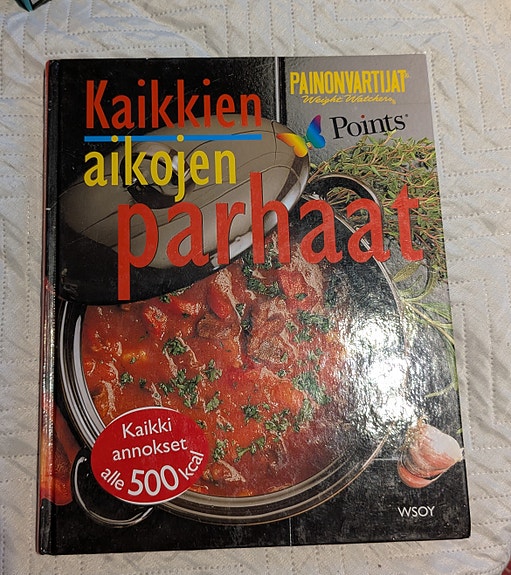 Kaikkien
aikojen
parhaat
PAINONVARTIJAT®
Weight Watchers®
Points®
Kaikki
annokset
alle 500 kcal
WSOY